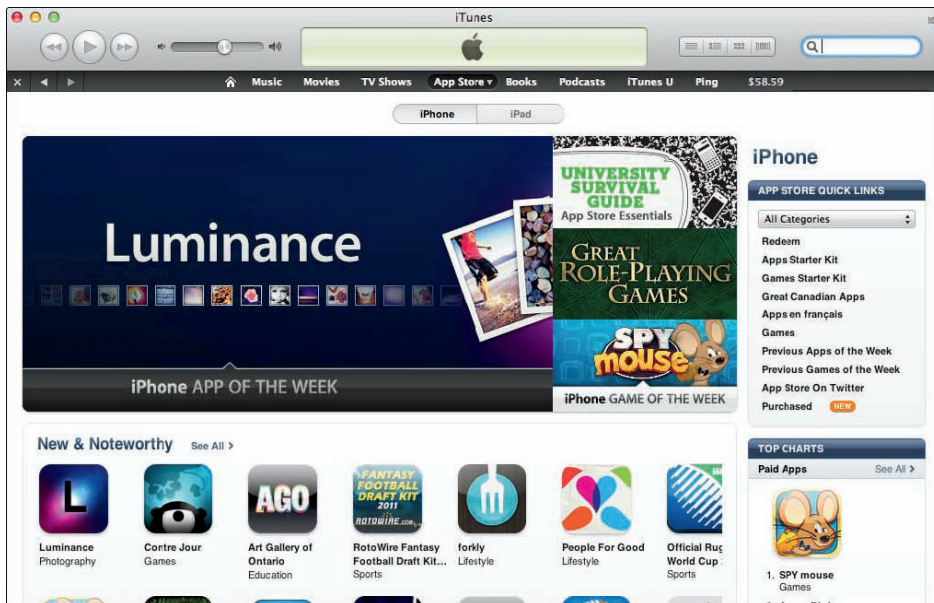 iTunes
Music Movies TV Shows App Store Books Podcasts iTunes U Ping $58.59
iPhone iPad
Luminance
iPhone APP OF THE WEEK
UNIVERSITY
SURVIVAL
GUIDE
App Store Essentials
GREAT
ROLE-PLAYING
GAMES
SPY
mouse
iPhone GAME OF THE WEEK
iPhone
APP STORE QUICK LINKS
All Categories
Redeem
Apps Starter Kit
Games Starter Kit
Great Canadian Apps
Apps en français
Games
Previous Apps of the Week
Previous Games of the Week
App Store On Twitter
Purchased NEW
New & Noteworthy See All >
L
Luminance
Photography
Contre Jour
Games
AGO
Art Gallery of
Ontario
Education
FANTASY
FOOTBALL
DRAFT KIT
2011
ROTOWIRE.com
RotoWire Fantasy
Football Draft Kit...
Sports
forkly
Lifestyle
People For Good
Lifestyle
Official Rug
World Cup
Sports
TOP CHARTS
Paid Apps See All >
1. SPY mouse
Games